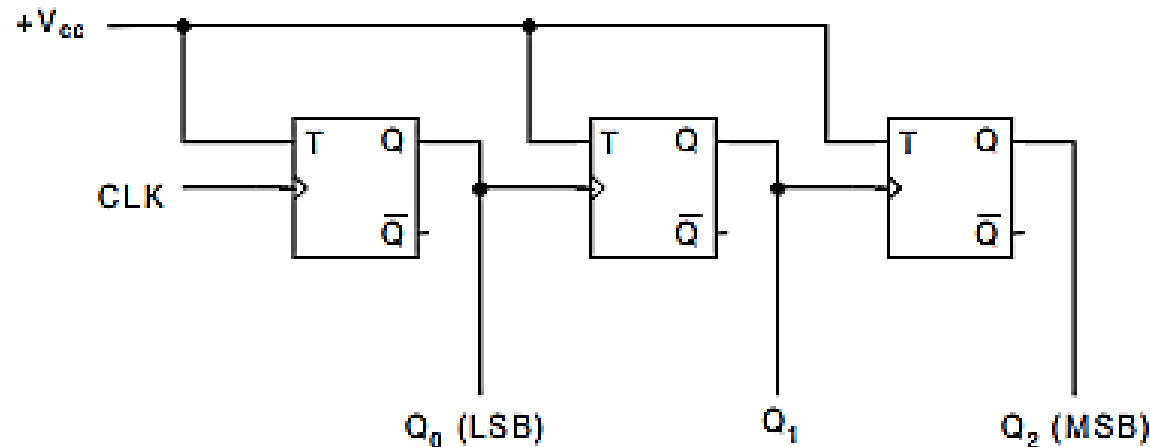 +Vcc
T Q T Q T Q
CLK
Q̅ Q̅ Q̅
Q0 (LSB) Q1 Q2 (MSB)